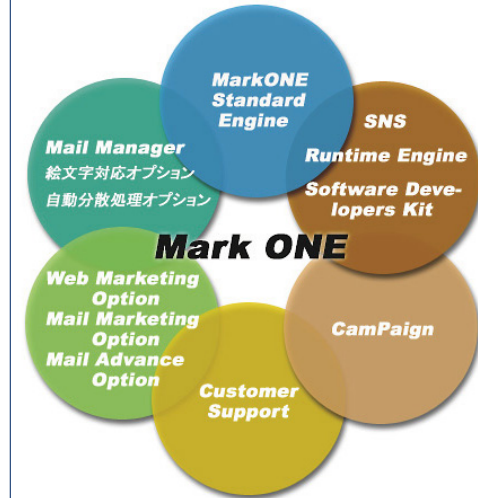 MarkONE
Standard
Engine
SNS
Runtime Engine
Software Deve-
lopers Kit
Mail Manager
絵文字対応オプション
自動分散処理オプション
Mark ONE
Web Marketing
Option
Mail Marketing
Option
Mail Advance
Option
CamPaign
Customer
Support